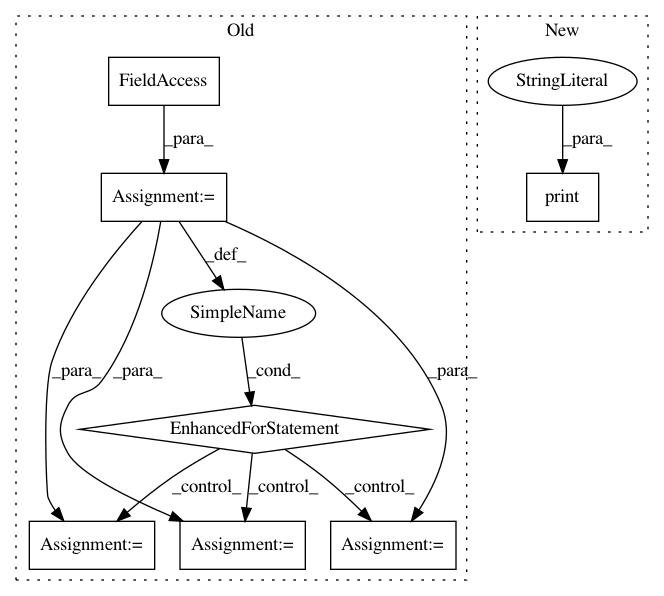 Old
New
FieldAccess
StringLiteral
_para_
_para_
Assignment:=
print
_def_
SimpleName
_para_
_para_
_cond_
_para_
EnhancedForStatement
_control_
_control_
_control_
Assignment:=
Assignment:=
Assignment:=